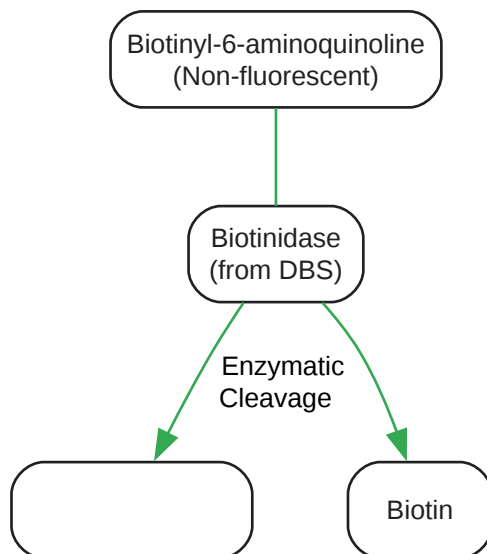 Biotinyl-6-aminoquinoline
(Non-fluorescent)
Biotinidase
(from DBS)
Enzymatic
Cleavage
Biotin